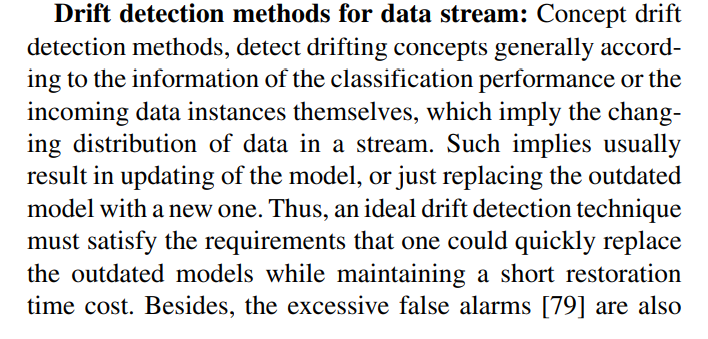 Drift detection methods for data stream: Concept drift
detection methods, detect drifting concepts generally accord-
ing to the information of the classification performance or the
incoming data instances themselves, which imply the chang-
ing distribution of data in a stream. Such implies usually
result in updating of the model, or just replacing the outdated
model with a new one. Thus, an ideal drift detection technique
must satisfy the requirements that one could quickly replace
the outdated models while maintaining a short restoration
time cost. Besides, the excessive false alarms [79] are also